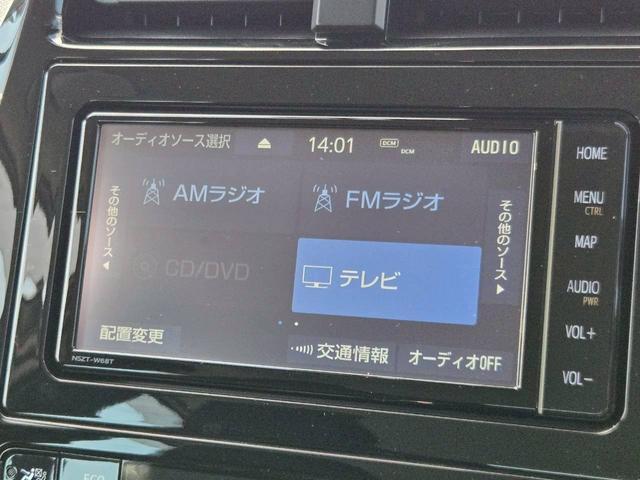 オーディオソース選択
14:01
DCM
DCM
AUDIO
その他のソース
AMラジオ
FMラジオ
その他のソース
CD/DVD
テレビ
配置変更
交通情報
オーディオOFF
NSZT-W68T
HOME
MENU
CTRL
MAP
AUDIO
PWR
VOL+
VOL-
ECO